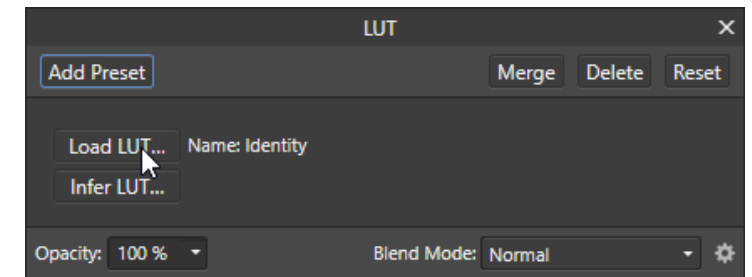 LUT
Add Preset Merge Delete Reset
Load LUT... Name: Identity
Infer LUT...
Opacity: 100 % Blend Mode: Normal